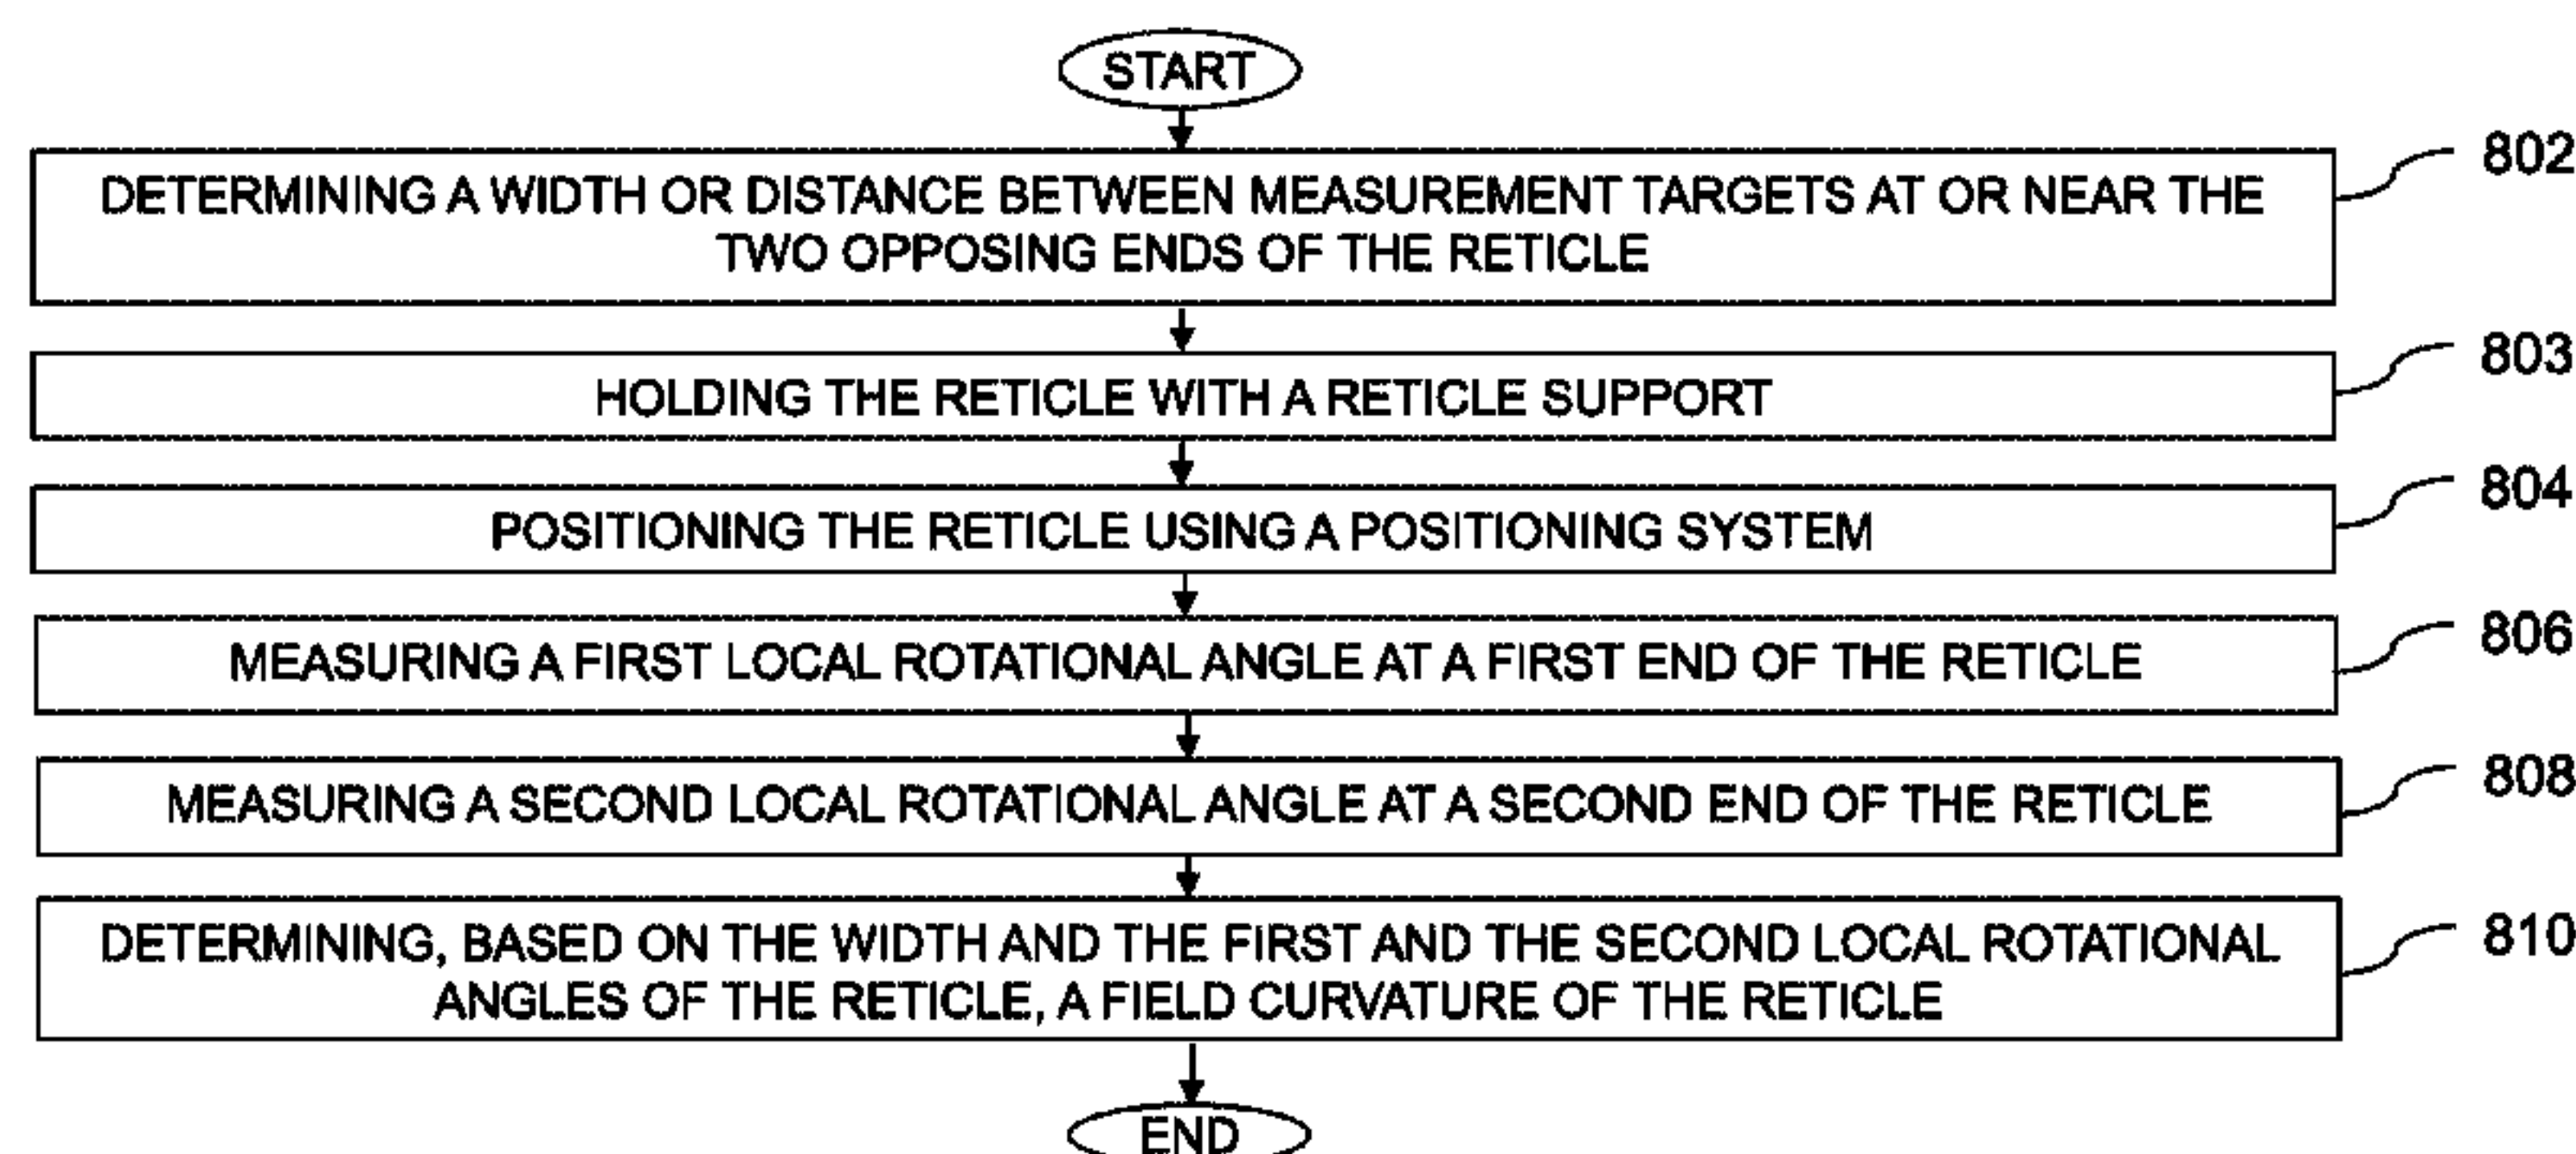 START
DETERMINING A WIDTH OR DISTANCE BETWEEN MEASUREMENT TARGETS AT OR NEAR THE
TWO OPPOSING ENDS OF THE RETICLE
802
HOLDING THE RETICLE WITH A RETICLE SUPPORT
803
POSITIONING THE RETICLE USING A POSITIONING SYSTEM
804
MEASURING A FIRST LOCAL ROTATIONAL ANGLE AT A FIRST END OF THE RETICLE
806
MEASURING A SECOND LOCAL ROTATIONAL ANGLE AT A SECOND END OF THE RETICLE
808
DETERMINING, BASED ON THE WIDTH AND THE FIRST AND THE SECOND LOCAL ROTATIONAL
ANGLES OF THE RETICLE, A FIELD CURVATURE OF THE RETICLE
810
END